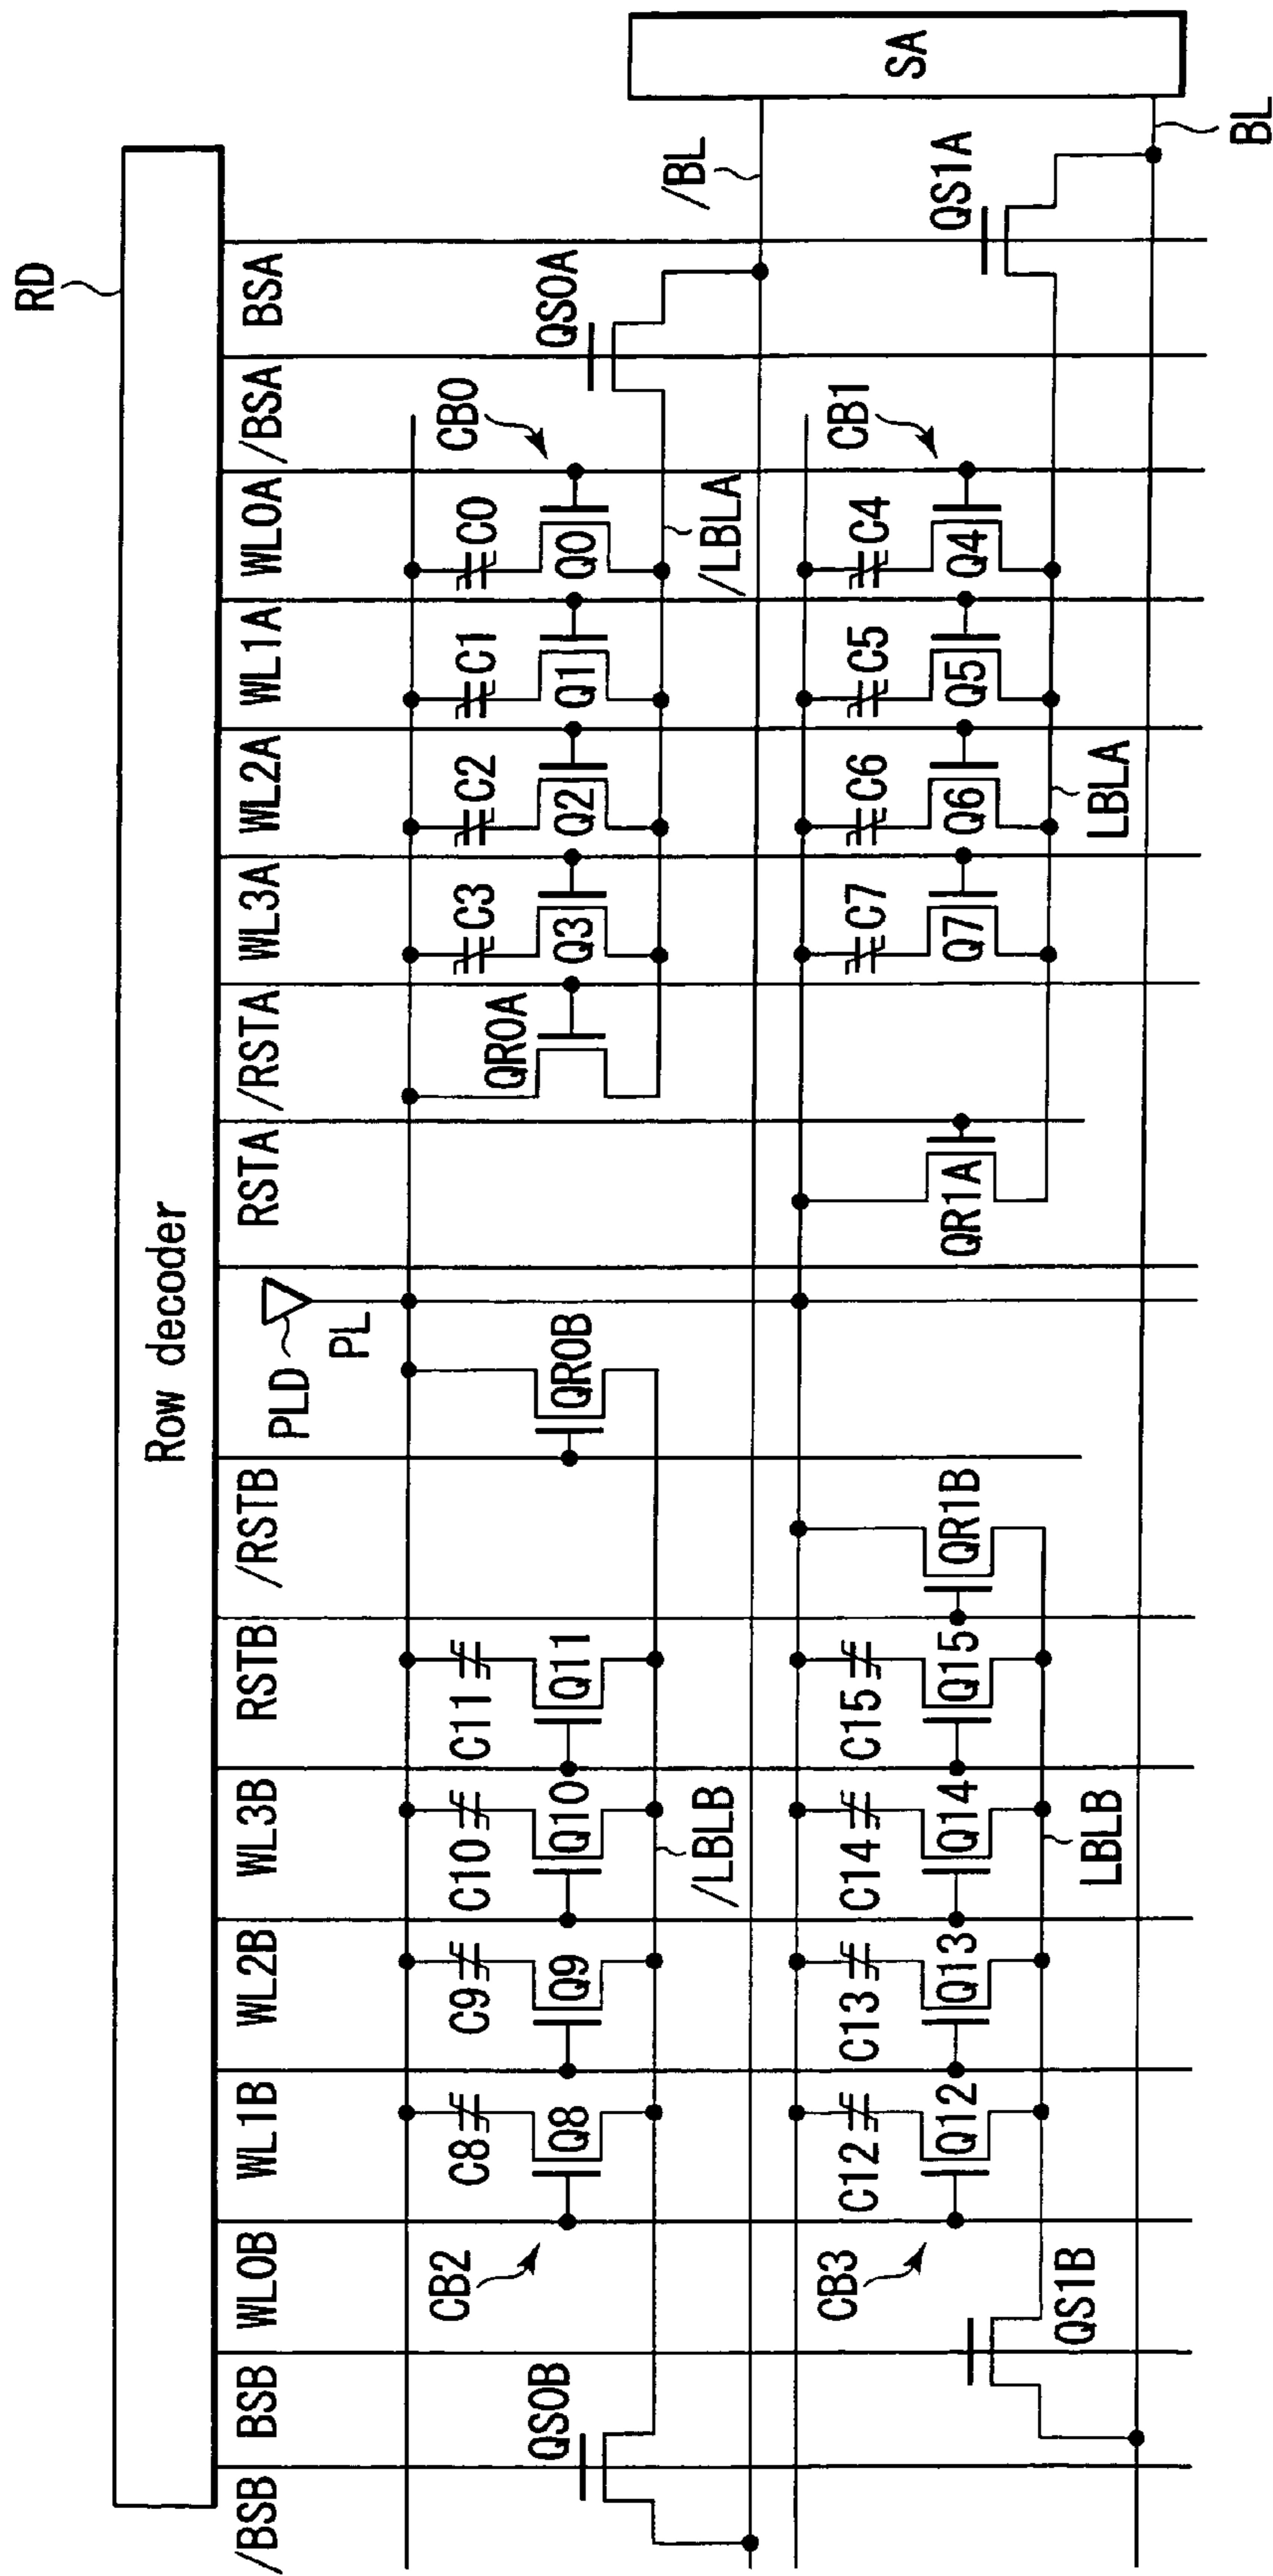 RD
Row decoder
/BSB
BSB
WL0B
WL1B
WL2B
WL3B
RSTB
/RSTB
PLD
PL
RSTA
/RSTA
WL3A
WL2A
WL1A
WL0A
/BSA
BSA
CB2
C8
C9
C10
C11
C3
C2
C1
C0
CB0
QS0B
Q8
Q9
Q10
Q11
QR0B
QR0A
Q3
Q2
Q1
Q0
QS0A
/LBLB
/LBLA
/BL
SA
CB3
C12
C13
C14
C15
C7
C6
C5
C4
CB1
Q12
Q13
Q14
Q15
QR1B
QR1A
Q7
Q6
Q5
Q4
QS1A
QS1B
LBLB
LBLA
BL